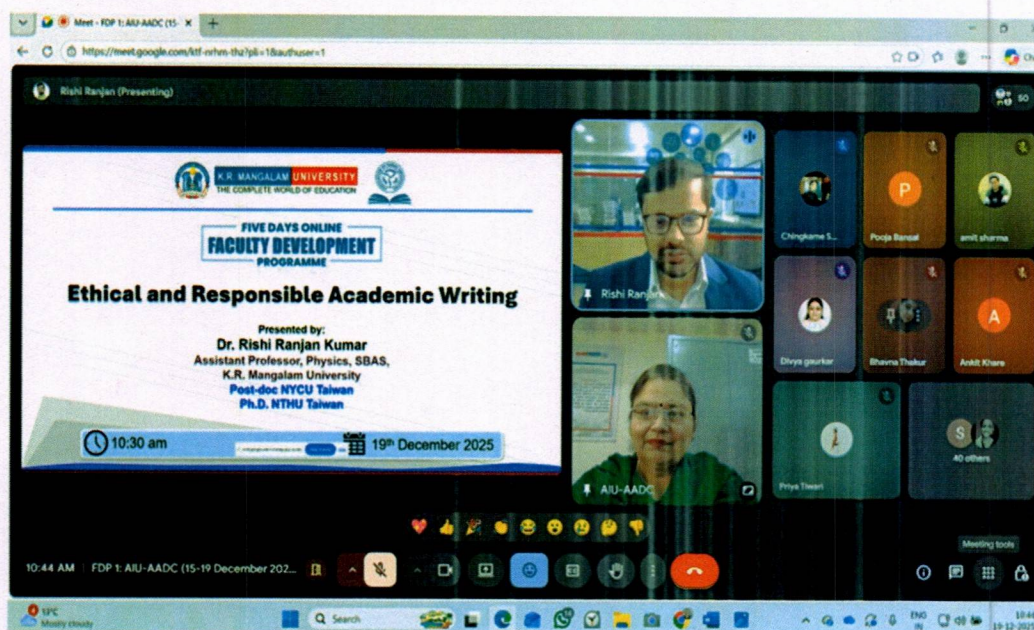 Meet - FDP 1: AIU-AADC (15-
https://meet.google.com/ktf-nrhm-thz?pli=1&authuser=1
Rishi Ranjan (Presenting)
50
K.R. MANGALAM UNIVERSITY
THE COMPLETE WORLD OF EDUCATION
FIVE DAYS ONLINE
FACULTY DEVELOPMENT
PROGRAMME
Ethical and Responsible Academic Writing
Presented by:
Dr. Rishi Ranjan Kumar
Assistant Professor, Physics, SBAS,
K.R. Mangalam University
Post-doc NYCU Taiwan
Ph.D. NTHU Taiwan
10:30 am
19th December 2025
Rishi Ranjan
AIU-AADC
Chingkame S...
P
Pooja Bansal
amit sharma
Divya gaurkar
Bhavna Thakur
A
Ankit Khare
Priya Tiwari
S
40 others
Meeting tools
10:44 AM
FDP 1: AIU-AADC (15-19 December 202...
13°C
Mostly cloudy
Search
ENG
IN
10:44
19-12-2025